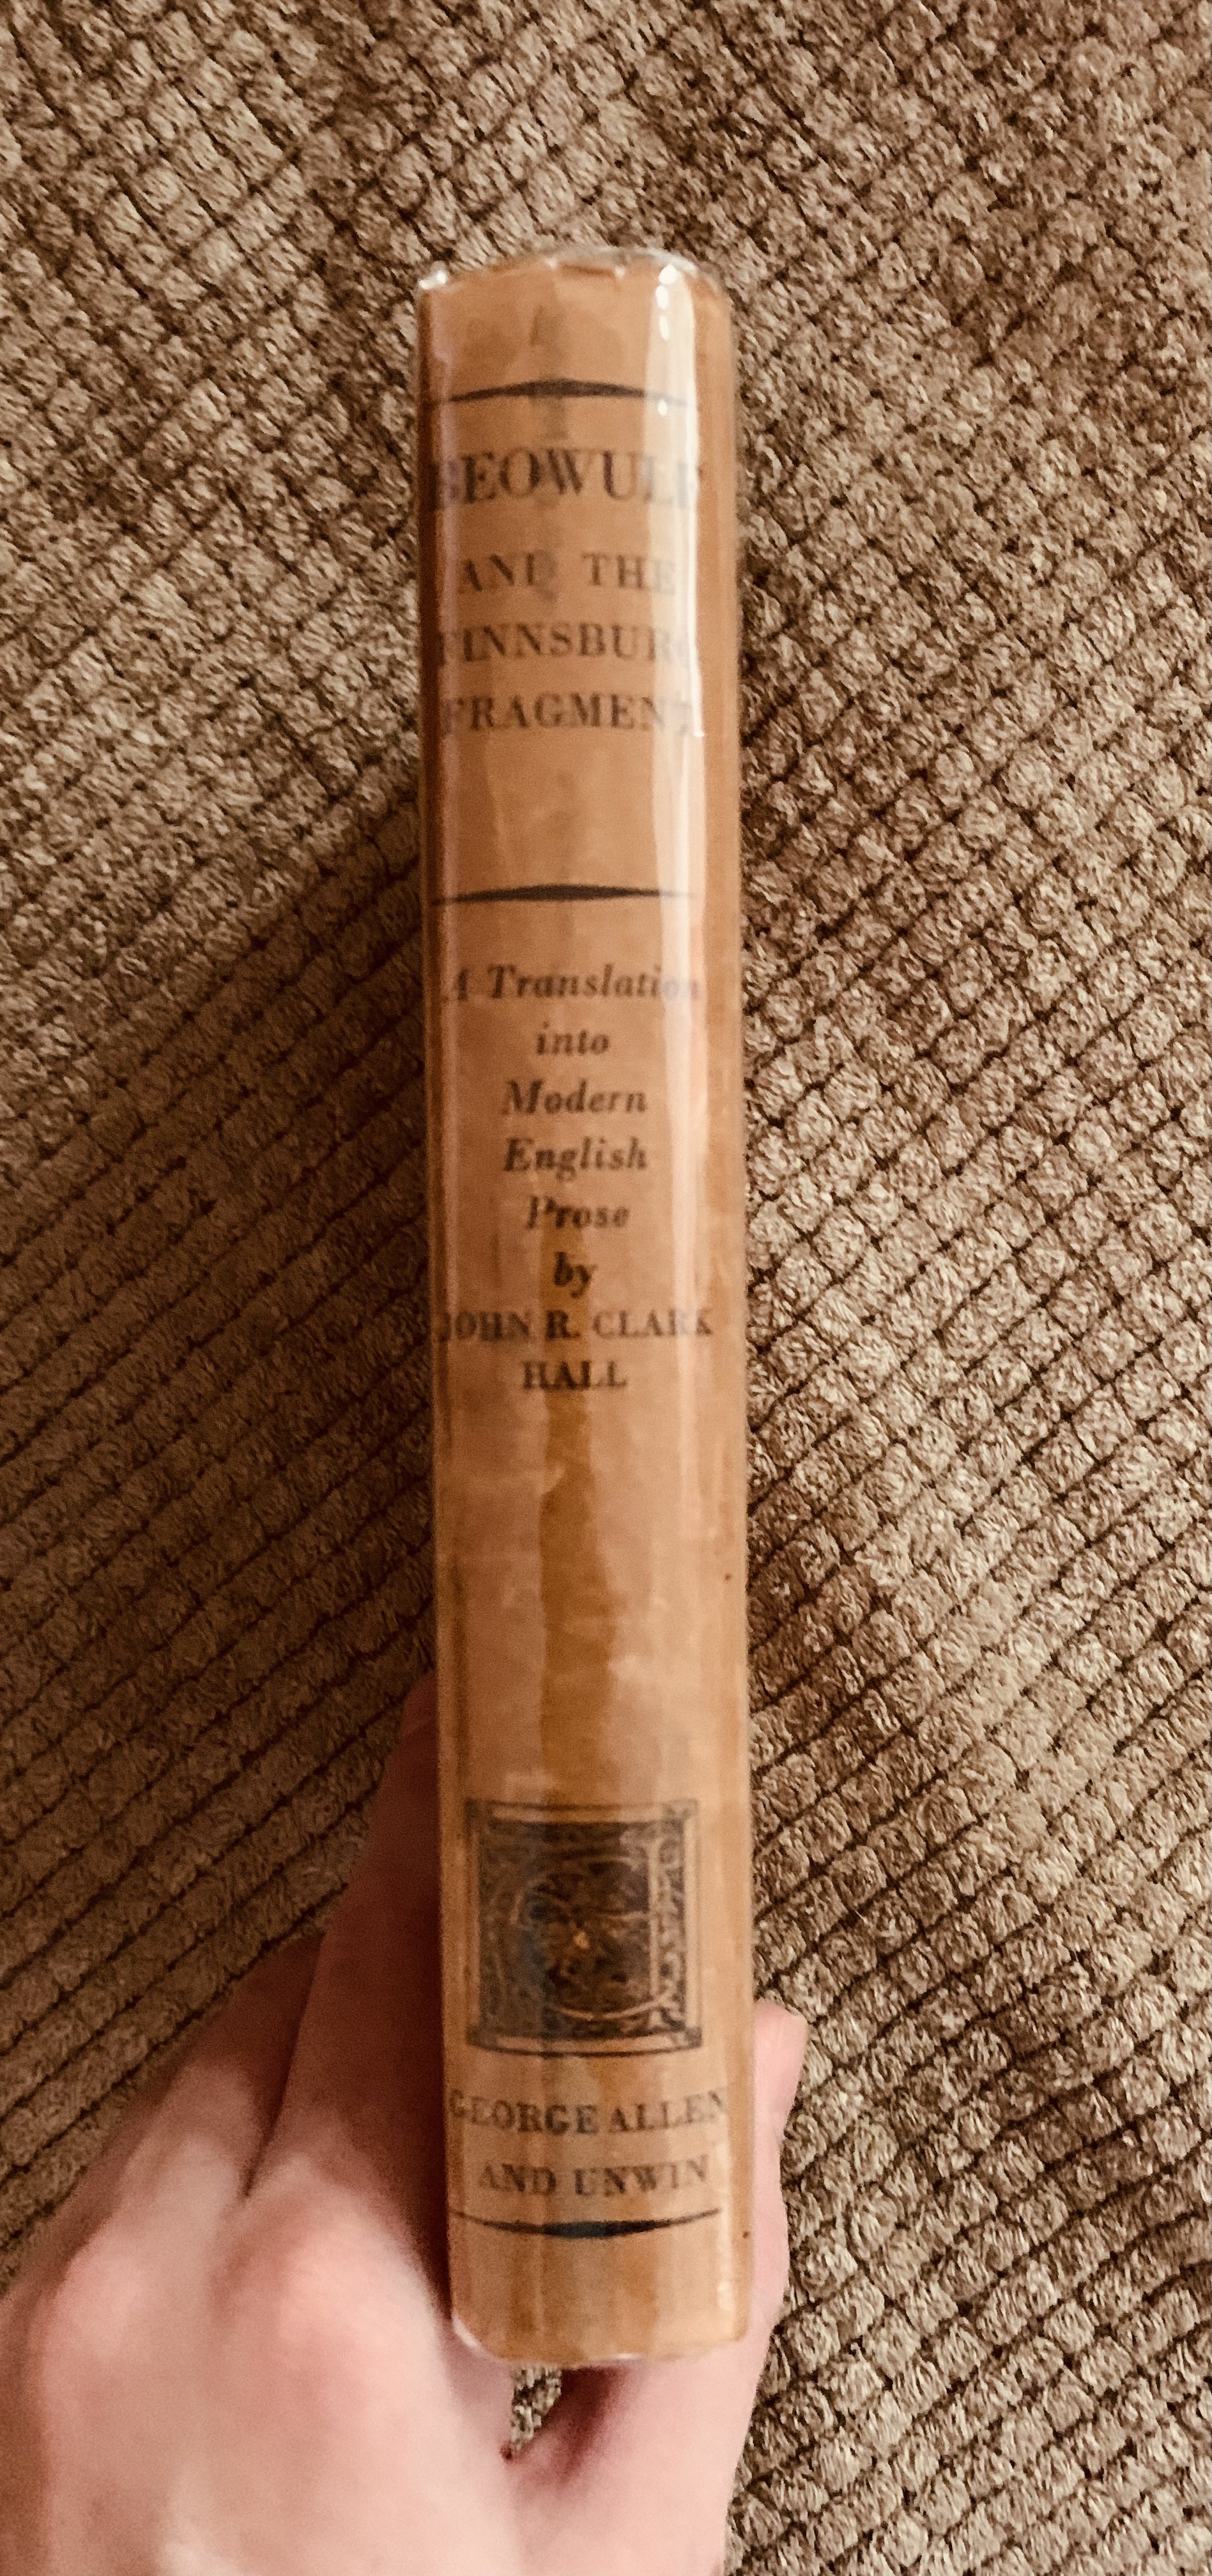 BEOWULF
AND THE
FINNSBURG
FRAGMENT
A Translation
into
Modern
English
Prose
by
JOHN R. CLARK
HALL
GEORGE ALLEN
AND UNWIN